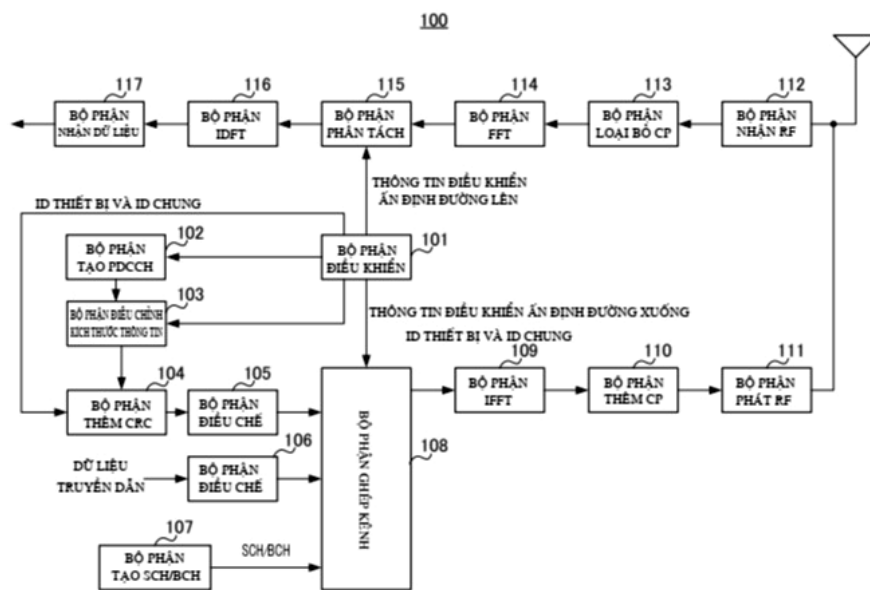 100
117
116
115
114
113
112
BỘ PHẬN
NHẬN DỮ LIỆU
BỘ PHẬN
IDFT
BỘ PHẬN
PHÂN TÁCH
BỘ PHẬN
FFT
BỘ PHẬN
LOẠI BỎ CP
BỘ PHẬN
NHẬN RF
THÔNG TIN ĐIỀU KHIỂN
ẤN ĐỊNH ĐƯỜNG LÊN
ID THIẾT BỊ VÀ ID CHUNG
102
BỘ PHẬN
TẠO PDCCH
101
BỘ PHẬN
ĐIỀU KHIỂN
103
BỘ PHẬN ĐIỀU CHỈNH
KÍCH THƯỚC THÔNG TIN
THÔNG TIN ĐIỀU KHIỂN ẤN ĐỊNH ĐƯỜNG XUỐNG
ID THIẾT BỊ VÀ ID CHUNG
104
BỘ PHẬN
THÊM CRC
105
BỘ PHẬN
ĐIỀU CHẾ
109
BỘ PHẬN
IFFT
110
BỘ PHẬN
THÊM CP
111
BỘ PHẬN
PHÁT RF
DỮ LIỆU
TRUYỀN DẪN
106
BỘ PHẬN
ĐIỀU CHẾ
BỘ PHẬN GHÉP KÊNH
108
107
BỘ PHẬN
TẠO SCH/BCH
SCH/BCH